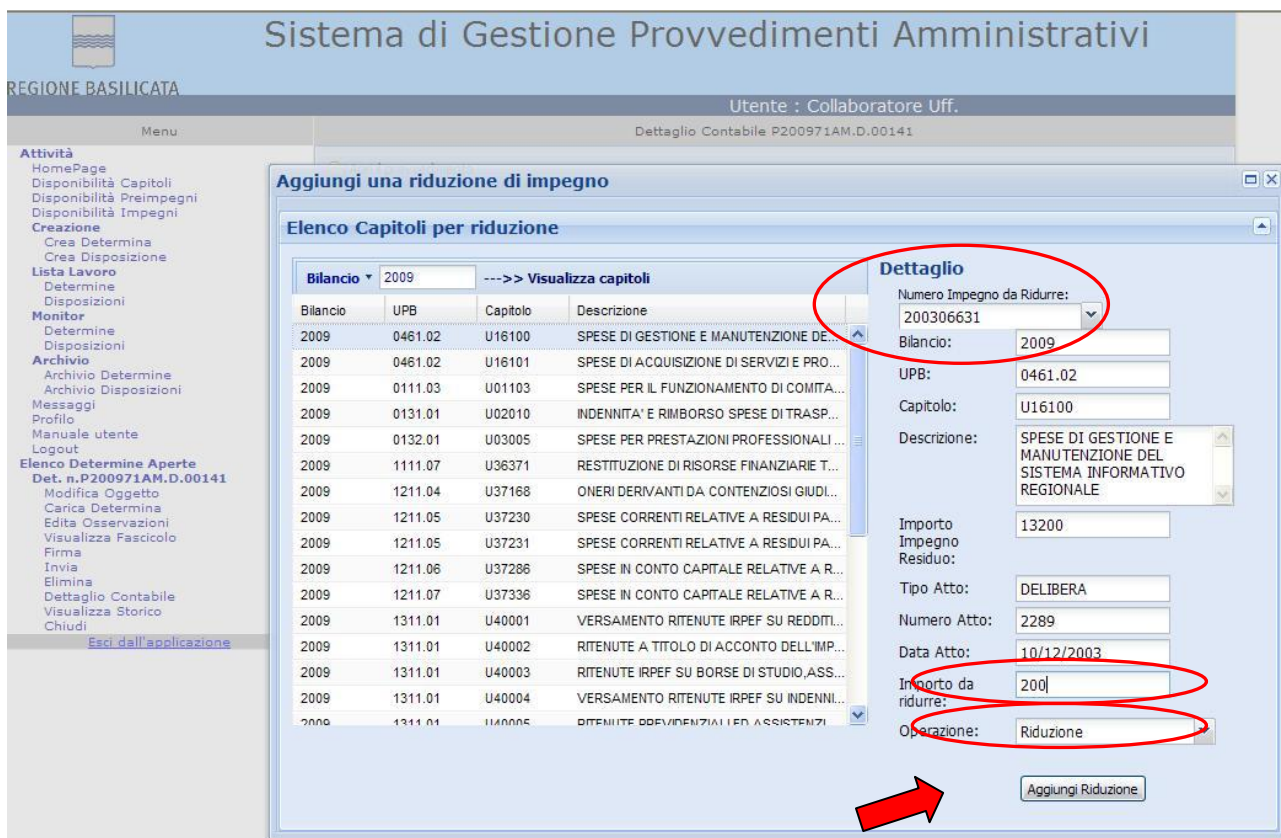 Sistema di Gestione Provvedimenti Amministrativi
REGIONE BASILICATA
Utente : Collaboratore Uff.
Menu
Dettaglio Contabile P200971AM.D.00141
Attività
HomePage
Disponibilità Capitoli
Disponibilità Preimpegni
Disponibilità Impegni
Creazione
Crea Determina
Crea Disposizione
Lista Lavoro
Determine
Disposizioni
Monitor
Determine
Disposizioni
Archivio
Archivio Determine
Archivio Disposizioni
Messaggi
Profilo
Manuale utente
Logout
Elenco Determine Aperte
Det. n.P200971AM.D.00141
Modifica Oggetto
Carica Determina
Edita Osservazioni
Visualizza Fascicolo
Firma
Invia
Elimina
Dettaglio Contabile
Visualizza Storico
Chiudi
Esci dall'applicazione
Aggiungi una riduzione di impegno
Elenco Capitoli per riduzione
Bilancio 2009 --->> Visualizza capitoli
Bilancio UPB Capitolo Descrizione
2009 0461.02 U16100 SPESE DI GESTIONE E MANUTENZIONE DE...
2009 0461.02 U16101 SPESE DI ACQUISIZIONE DI SERVIZI E PRO...
2009 0111.03 U01103 SPESE PER IL FUNZIONAMENTO DI COMITA...
2009 0131.01 U02010 INDENNITA' E RIMBORSO SPESE DI TRASP...
2009 0132.01 U03005 SPESE PER PRESTAZIONI PROFESSIONALI ...
2009 1111.07 U36371 RESTITUZIONE DI RISORSE FINANZIARIE T...
2009 1211.04 U37168 ONERI DERIVANTI DA CONTENZIOSI GIUDI...
2009 1211.05 U37230 SPESE CORRENTI RELATIVE A RESIDUI PA...
2009 1211.05 U37231 SPESE CORRENTI RELATIVE A RESIDUI PA...
2009 1211.06 U37286 SPESE IN CONTO CAPITALE RELATIVE A R...
2009 1211.07 U37336 SPESE IN CONTO CAPITALE RELATIVE A R...
2009 1311.01 U40001 VERSAMENTO RITENUTE IRPEF SU REDDITI...
2009 1311.01 U40002 RITENUTE A TITOLO DI ACCONTO DELL'IMP...
2009 1311.01 U40003 RITENUTE IRPEF SU BORSE DI STUDIO,ASS...
2009 1311.01 U40004 VERSAMENTO RITENUTE IRPEF SU INDENNI...
2009 1311.01 U40005 RITENUTE PREVIDENZIALI ED ASSISTENZI
Dettaglio
Numero Impegno da Ridurre:
200306631
Bilancio: 2009
UPB: 0461.02
Capitolo: U16100
Descrizione: SPESE DI GESTIONE E
MANUTENZIONE DEL
SISTEMA INFORMATIVO
REGIONALE
Importo 13200
Impegno
Residuo:
Tipo Atto: DELIBERA
Numero Atto: 2289
Data Atto: 10/12/2003
Importo da 200
ridurre:
Operazione: Riduzione
Aggiungi Riduzione